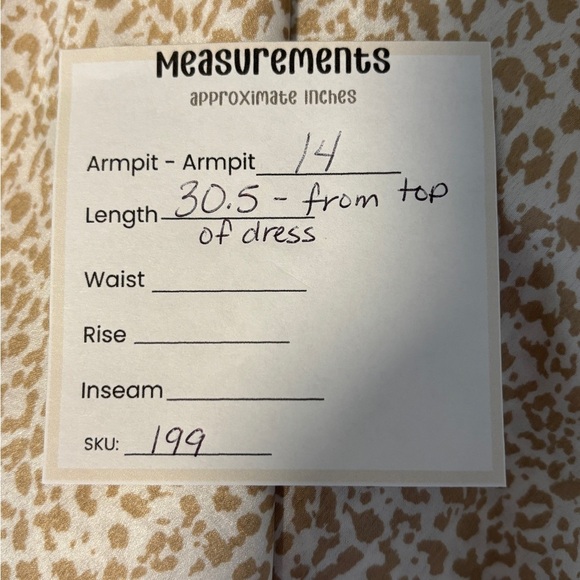 Measurements
approximate inches
Armpit - Armpit 14
Length 30.5 - from top
of dress
Waist
Rise
Inseam
SKU: 199